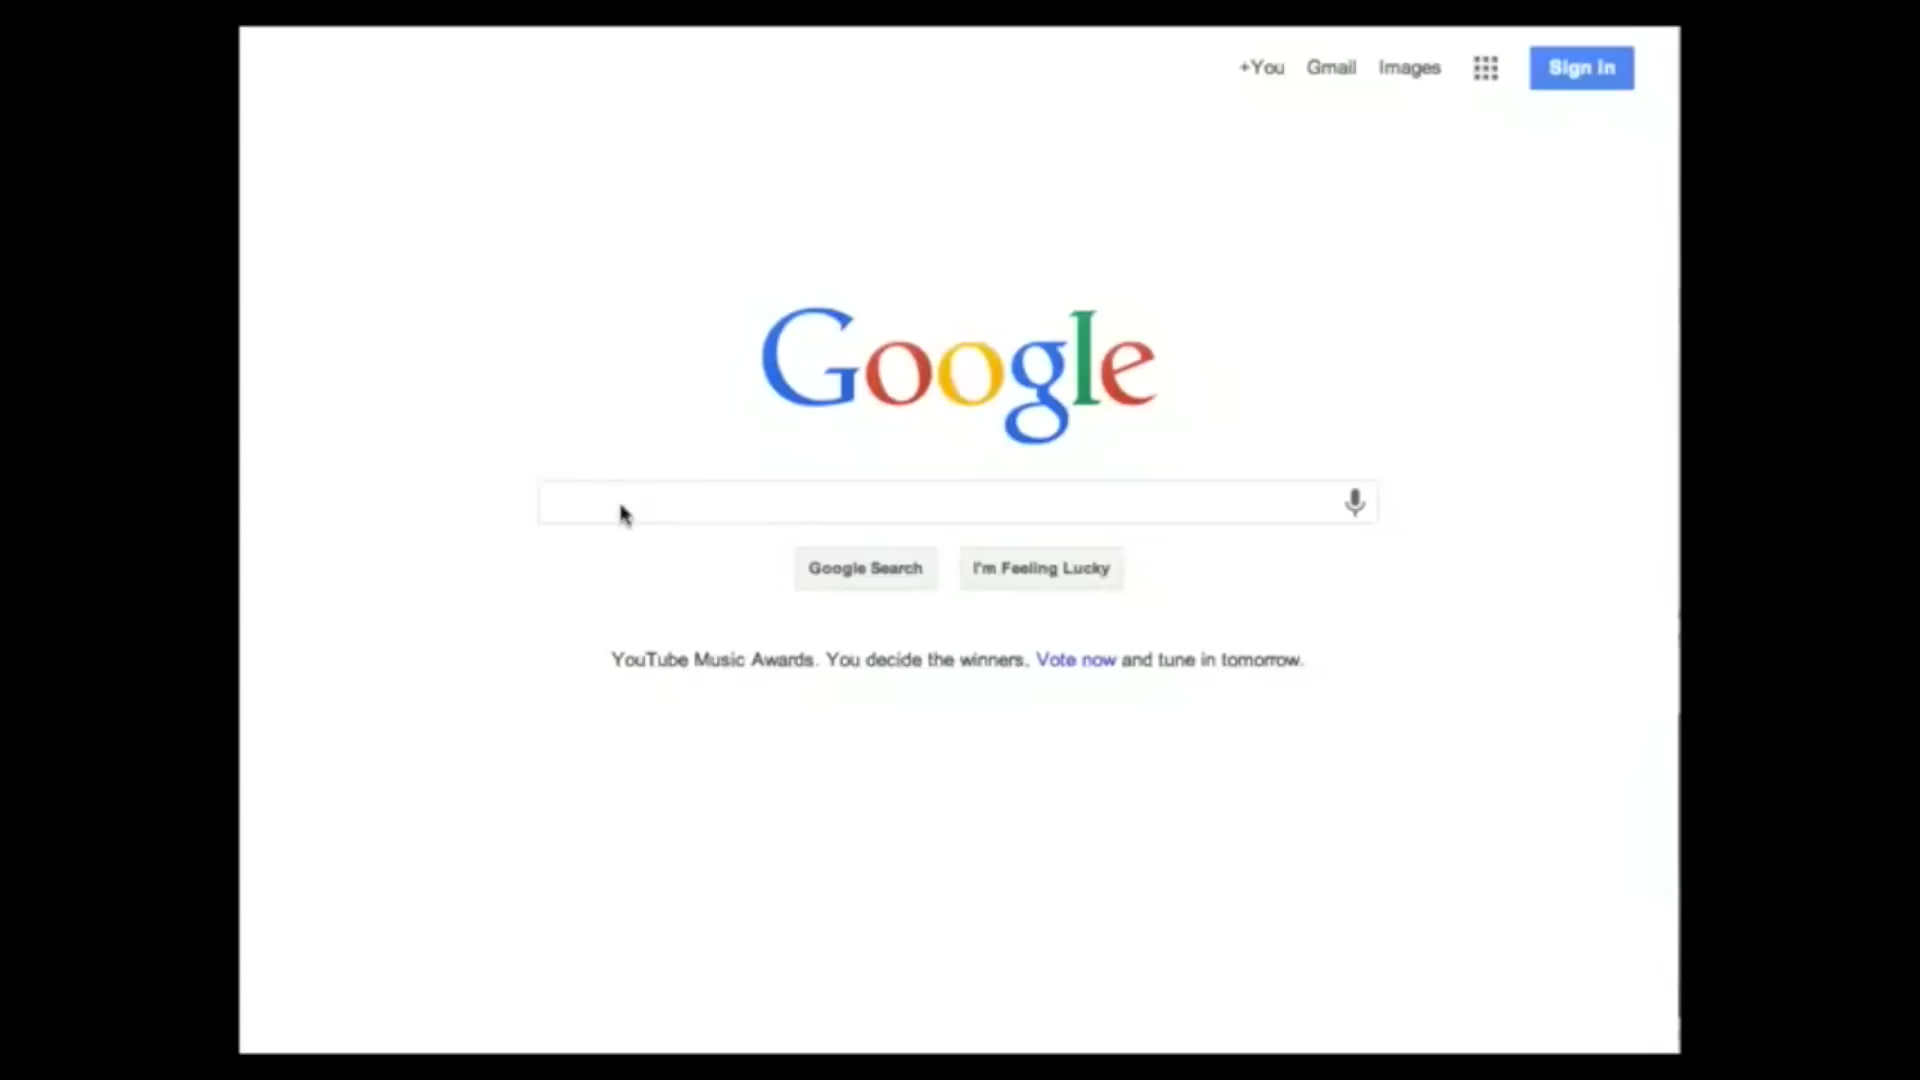 +You Gmail Images Sign in
Google
Google Search I'm Feeling Lucky
YouTube Music Awards. You decide the winners. Vote now and tune in tomorrow.